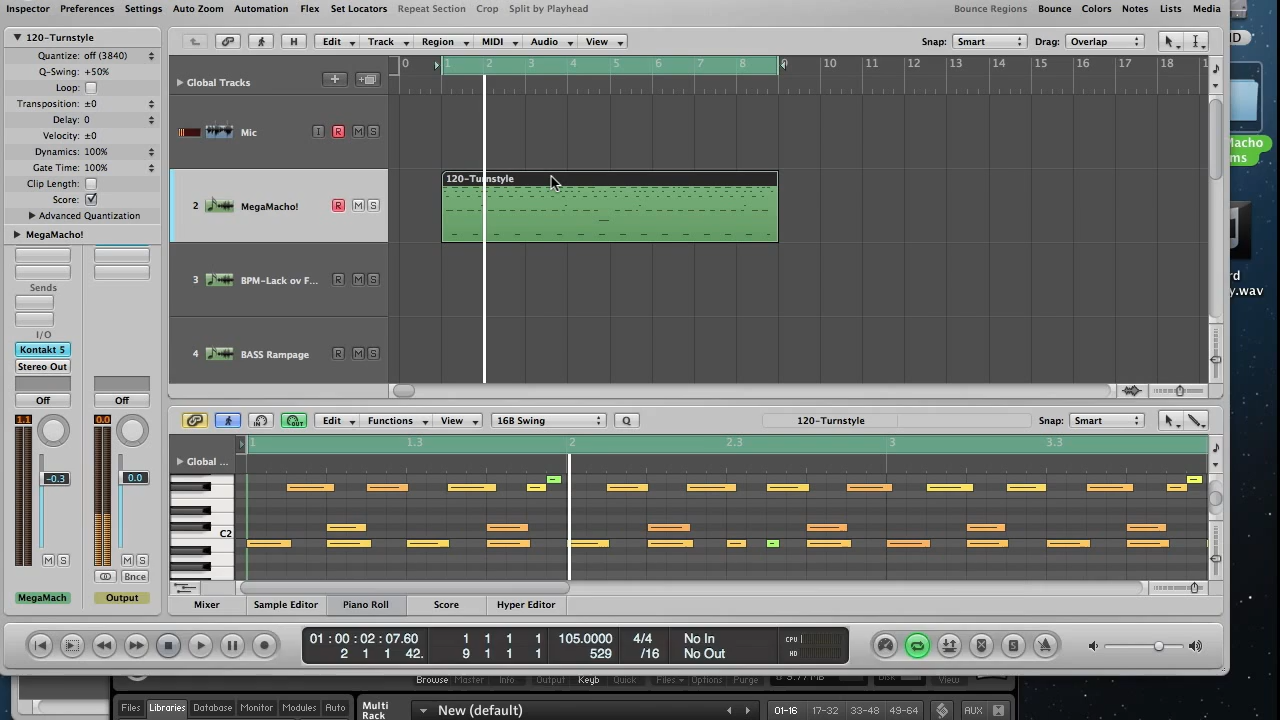 Inspector Preferences Settings Auto Zoom Automation Flex Set Locators Repeat Section Crop Split by Playhead Bounce Regions Bounce Colors Notes Lists Media
120-Turnstyle
Quantize: off (3840)
Q-Swing: +50%
Loop:
Transposition: ±0
Delay: 0
Velocity: ±0
Dynamics: 100%
Gate Time: 100%
Clip Length:
Score:
Advanced Quantization
MegaMacho!
Sends
I/O
Kontakt 5
Stereo Out
Off Off
1.1 0.0
-0.3 0.0
M S M S
Bnce
MegaMach Output
H Edit Track Region MIDI Audio View Snap: Smart Drag: Overlap
Global Tracks
0 1 2 3 4 5 6 7 8 9 10 11 12 13 14 15 16 17 18
Mic I R M S
2 MegaMacho! R M S
120-Turnstyle
3 BPM-Lack ov F... R M S
4 BASS Rampage R M S
Edit Functions View 16B Swing Q 120-Turnstyle Snap: Smart
Global ...
1 1.3 2 2.3 3 3.3
C2
Mixer Sample Editor Piano Roll Score Hyper Editor
01 : 00 : 02 : 07.60 1 1 1 1 105.0000 4/4 No In CPU
2 1 1 42. 9 1 1 1 529 /16 No Out HD
Browse Master Info Output Keyb Quick Files Options Purge Disk View
Files Libraries Database Monitor Modules Auto Multi Rack New (default) 01-16 17-32 33-48 49-64 AUX
Macho
ms
rd
y.wav